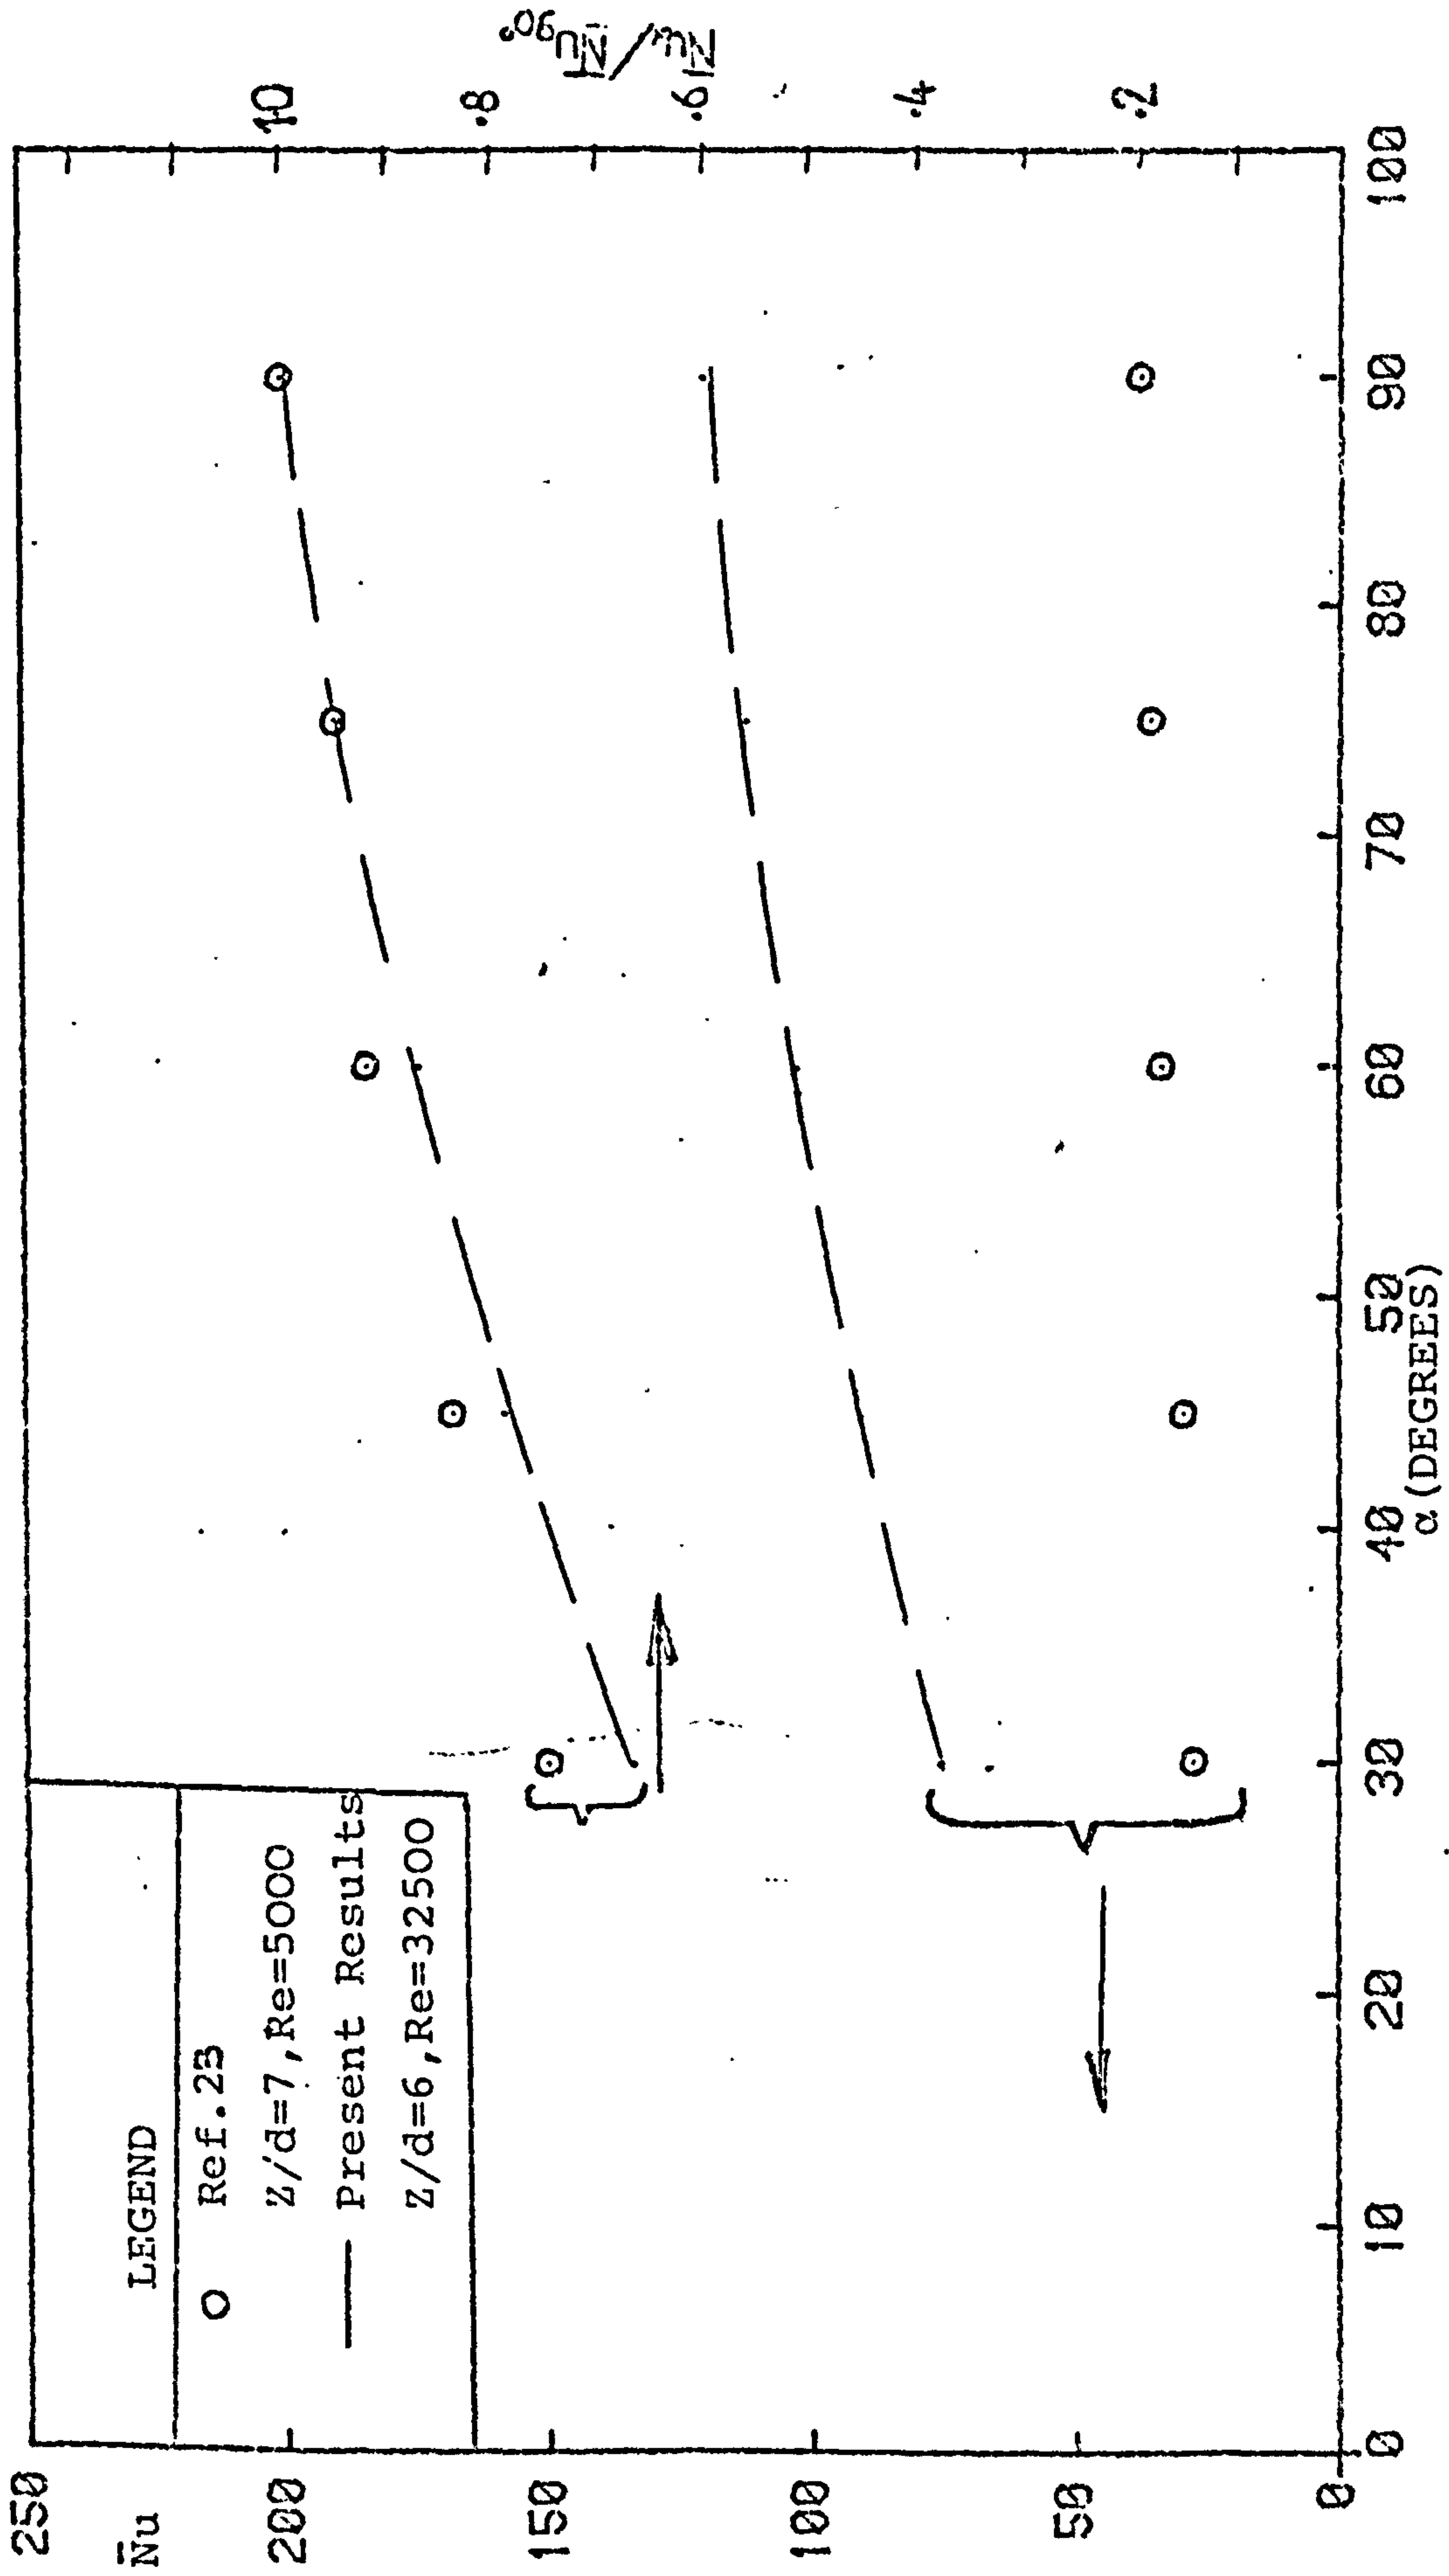 LEGEND
O Ref.23
Z/d=7,Re=5000
— Present Results
Z/d=6,Re=32500
250
N̄u
200
150
100
50
0
0 10 20 30 40 50 60 70 80 90 100
α (DEGREES)
1.0
.8
.6
.4
.2
N̄uα/N̄u90°